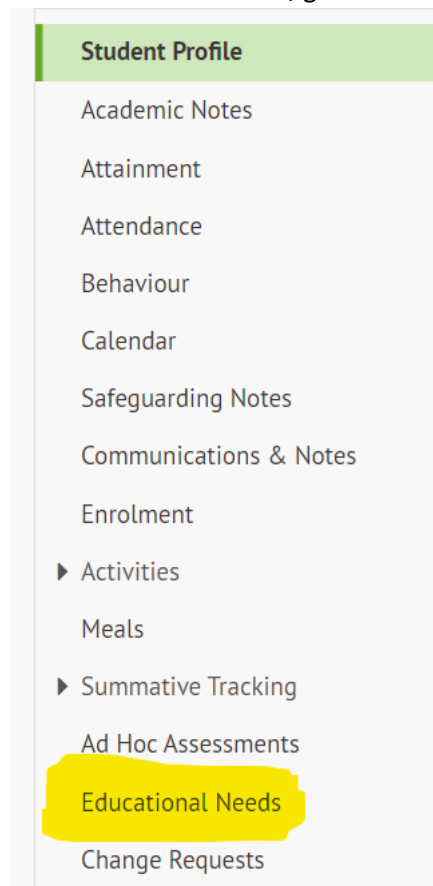 Student Profile
Academic Notes
Attainment
Attendance
Behaviour
Calendar
Safeguarding Notes
Communications & Notes
Enrolment
Activities
Meals
Summative Tracking
Ad Hoc Assessments
Educational Needs
Change Requests